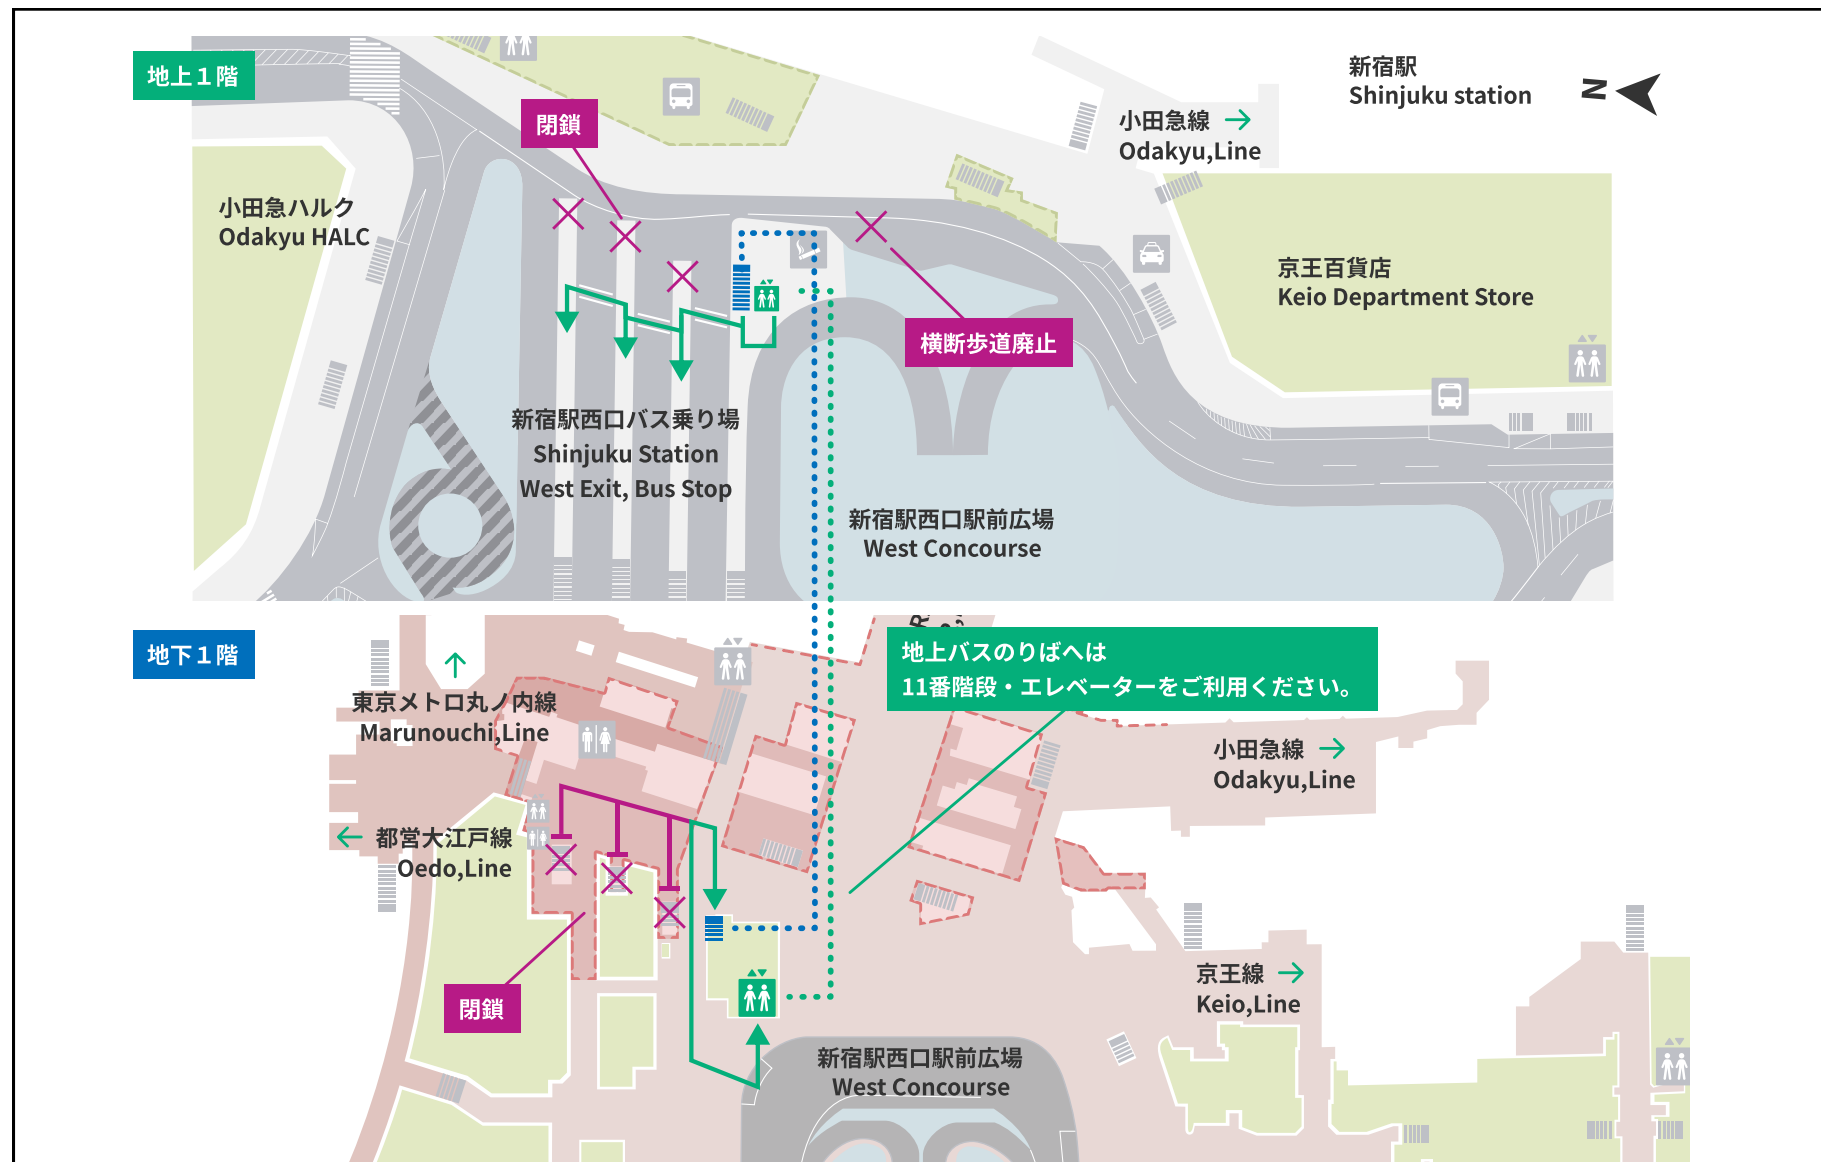 地上１階
閉鎖
新宿駅
Shinjuku station
N
小田急線
Odakyu,Line
小田急ハルク
Odakyu HALC
京王百貨店
Keio Department Store
横断歩道廃止
新宿駅西口バス乗り場
Shinjuku Station
West Exit, Bus Stop
新宿駅西口駅前広場
West Concourse
地下１階
地上バスのりばへは
11番階段・エレベーターをご利用ください。
東京メトロ丸ノ内線
Marunouchi,Line
小田急線
Odakyu,Line
都営大江戸線
Oedo,Line
閉鎖
京王線
Keio,Line
新宿駅西口駅前広場
West Concourse